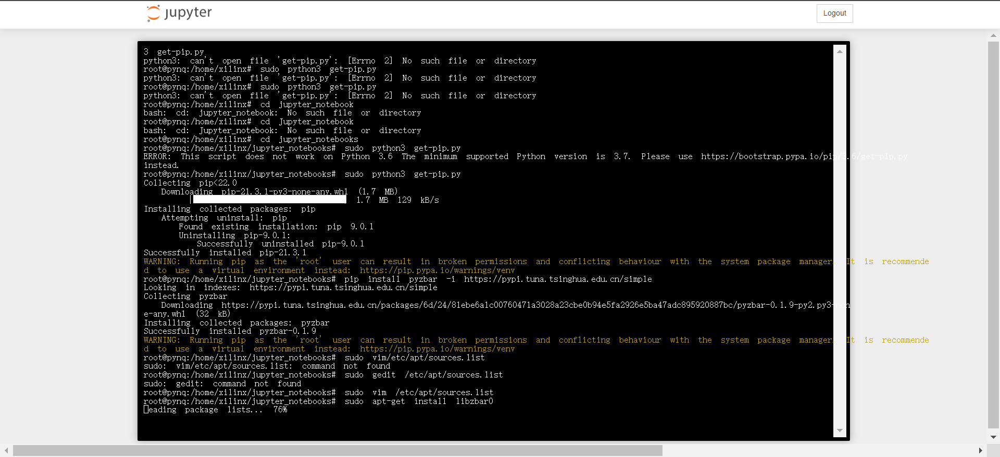 jupyter
Logout
3 get-pip.py
python3: can't open file 'get-pip.py': [Errno 2] No such file or directory
root@pynq:/home/xilinx# sudo python3 get-pip.py
python3: can't open file 'get-pip.py': [Errno 2] No such file or directory
root@pynq:/home/xilinx# sudo python3 get-pip.py
python3: can't open file 'get-pip.py': [Errno 2] No such file or directory
root@pynq:/home/xilinx# cd jupyter_notebook
bash: cd: jupyter_notebook: No such file or directory
root@pynq:/home/xilinx# cd Jupyter_notebook
bash: cd: Jupyter_notebook: No such file or directory
root@pynq:/home/xilinx# cd jupyter_notebooks
root@pynq:/home/xilinx/jupyter_notebooks# sudo python3 get-pip.py
ERROR: This script does not work on Python 3.6 The minimum supported Python version is 3.7. Please use https://bootstrap.pypa.io/pip/3.6/get-pip.py
instead.
root@pynq:/home/xilinx/jupyter_notebooks# sudo python3 get-pip.py
Collecting pip<22.0
Downloading pip-21.3.1-py3-none-any.whl (1.7 MB)
1.7 MB 129 kB/s
Installing collected packages: pip
Attempting uninstall: pip
Found existing installation: pip 9.0.1
Uninstalling pip-9.0.1:
Successfully uninstalled pip-9.0.1
Successfully installed pip-21.3.1
WARNING: Running pip as the 'root' user can result in broken permissions and conflicting behaviour with the system package manager. It is recommende
d to use a virtual environment instead: https://pip.pypa.io/warnings/venv
root@pynq:/home/xilinx/jupyter_notebooks# pip install pyzbar -i https://pypi.tuna.tsinghua.edu.cn/simple
Looking in indexes: https://pypi.tuna.tsinghua.edu.cn/simple
Collecting pyzbar
Downloading https://pypi.tuna.tsinghua.edu.cn/packages/6d/24/81ebe6a1c00760471a3028a23cbe0b94e5fa2926e5ba47adc895920887bc/pyzbar-0.1.9-py2.py3-non
e-any.whl (32 kB)
Installing collected packages: pyzbar
Successfully installed pyzbar-0.1.9
WARNING: Running pip as the 'root' user can result in broken permissions and conflicting behaviour with the system package manager. It is recommende
d to use a virtual environment instead: https://pip.pypa.io/warnings/venv
root@pynq:/home/xilinx/jupyter_notebooks# sudo vim/etc/apt/sources.list
sudo: vim/etc/apt/sources.list: command not found
root@pynq:/home/xilinx/jupyter_notebooks# sudo gedit /etc/apt/sources.list
sudo: gedit: command not found
root@pynq:/home/xilinx/jupyter_notebooks# sudo vim /etc/apt/sources.list
root@pynq:/home/xilinx/jupyter_notebooks# sudo apt-get install libzbar0
eading package lists... 76%